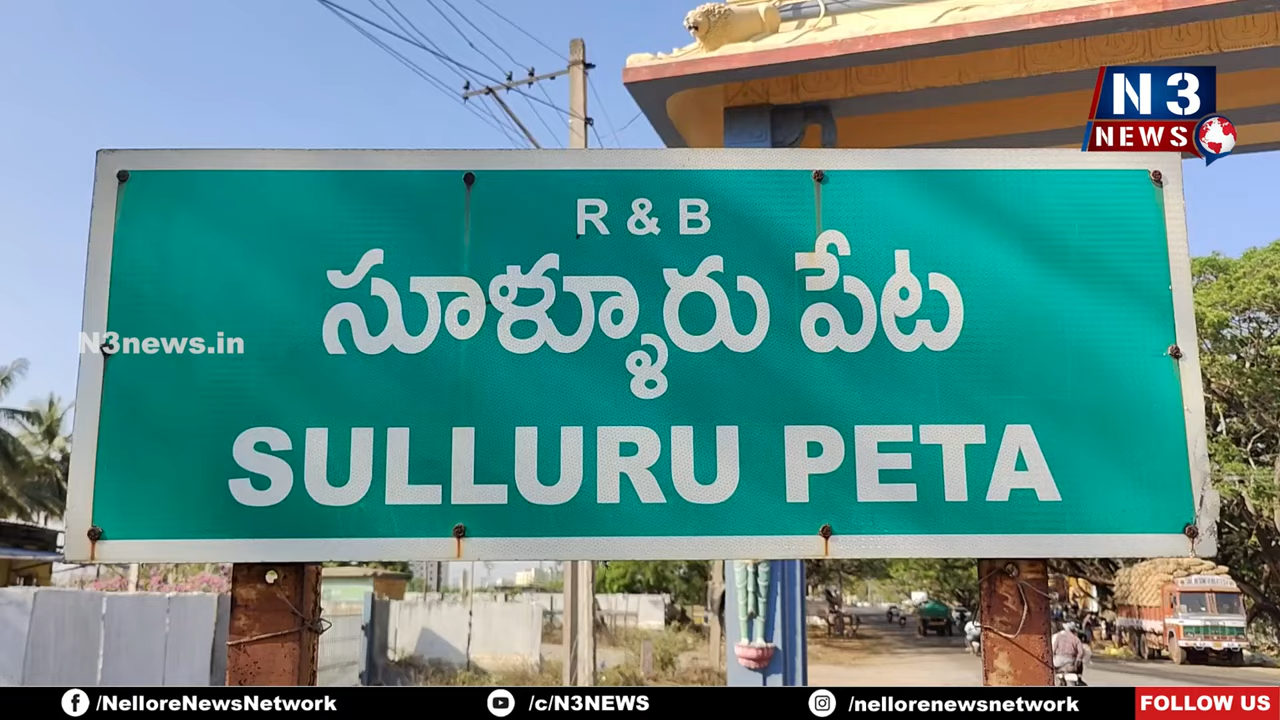 N3
NEWS
R & B
సూళ్ళూరు పేట
N3news.in
SULLURU PETA
/NelloreNewsNetwork
/c/N3NEWS
/nellorenewsnetwork
FOLLOW US